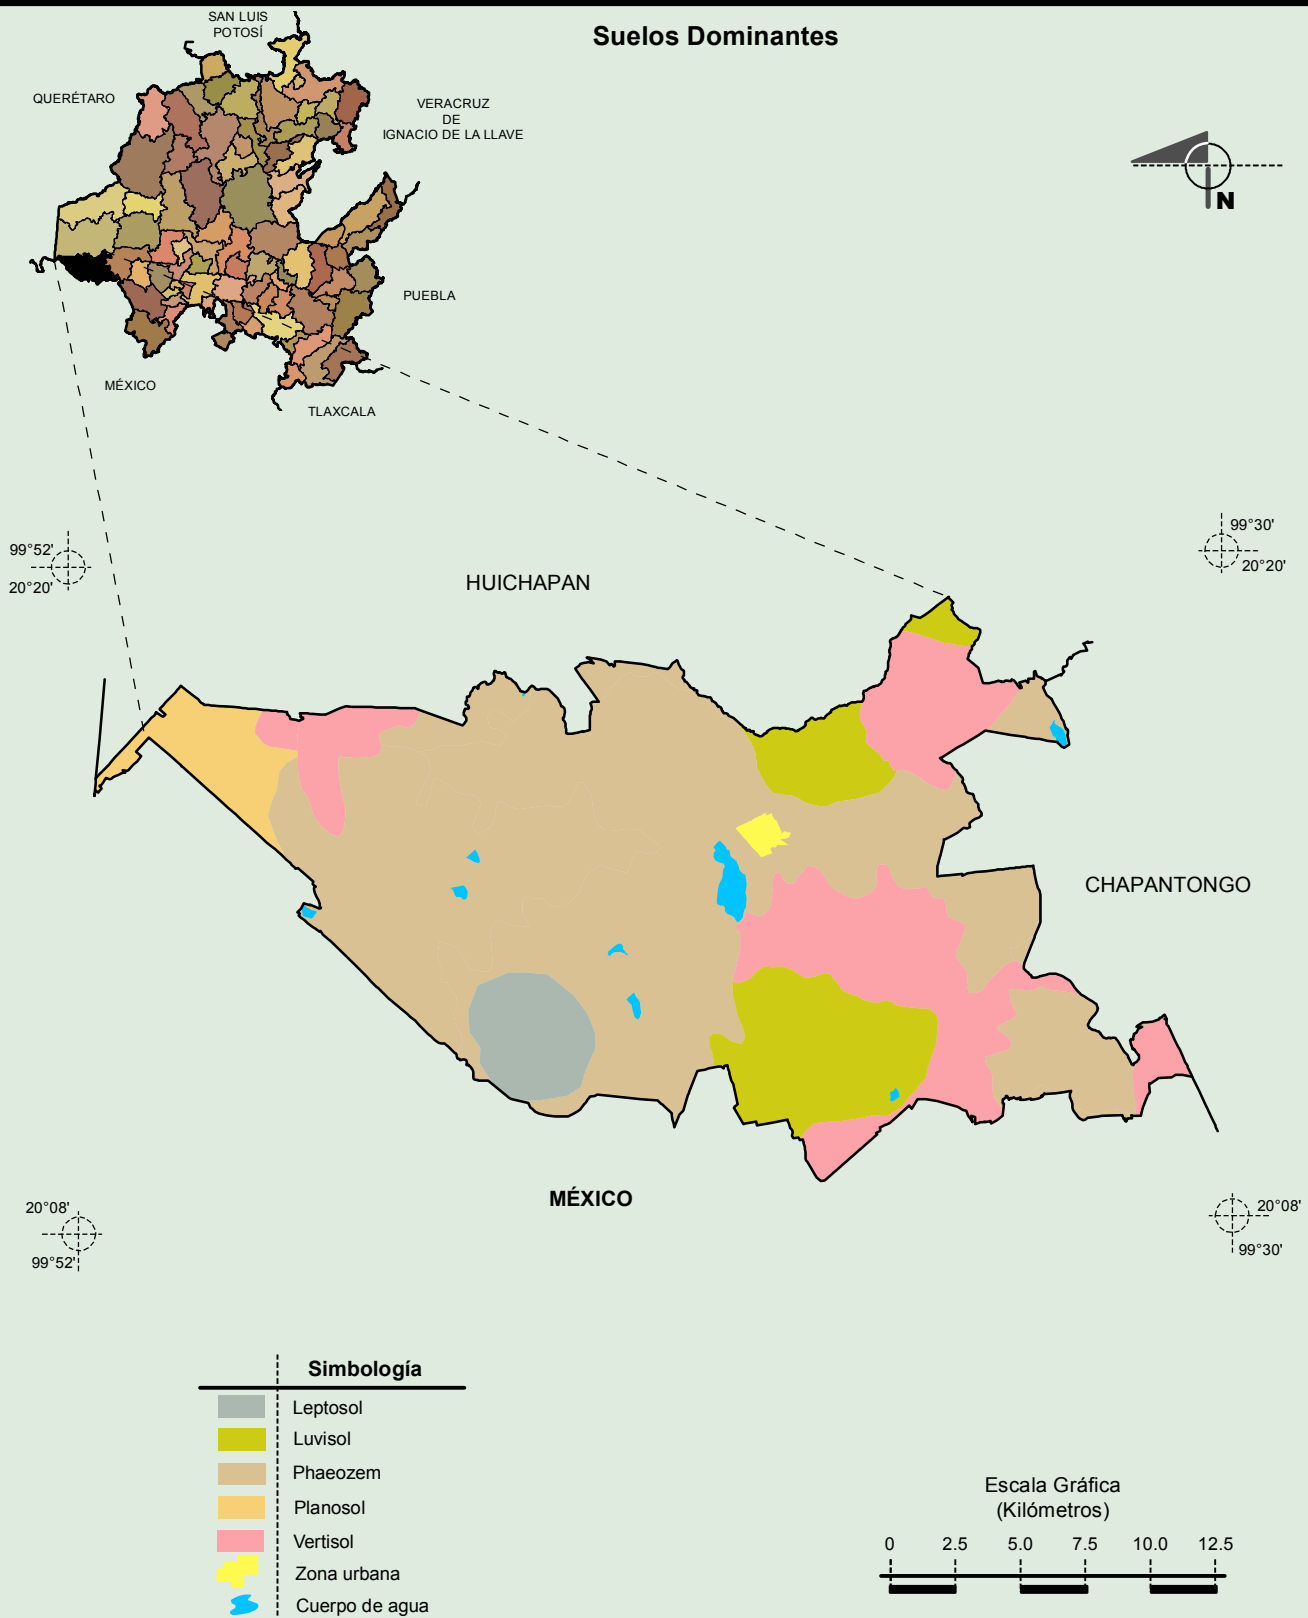 Suelos Dominantes
SAN LUIS
POTOSÍ
QUERÉTARO
VERACRUZ
DE
IGNACIO DE LA LLAVE
N
PUEBLA
MÉXICO
TLAXCALA
99°52'
20°20'
99°30'
20°20'
HUICHAPAN
CHAPANTONGO
MÉXICO
20°08'
99°52'
20°08'
99°30'
Simbología
Leptosol
Luvisol
Phaeozem
Planosol
Vertisol
Zona urbana
Cuerpo de agua
Escala Gráfica
(Kilómetros)
0 2.5 5.0 7.5 10.0 12.5